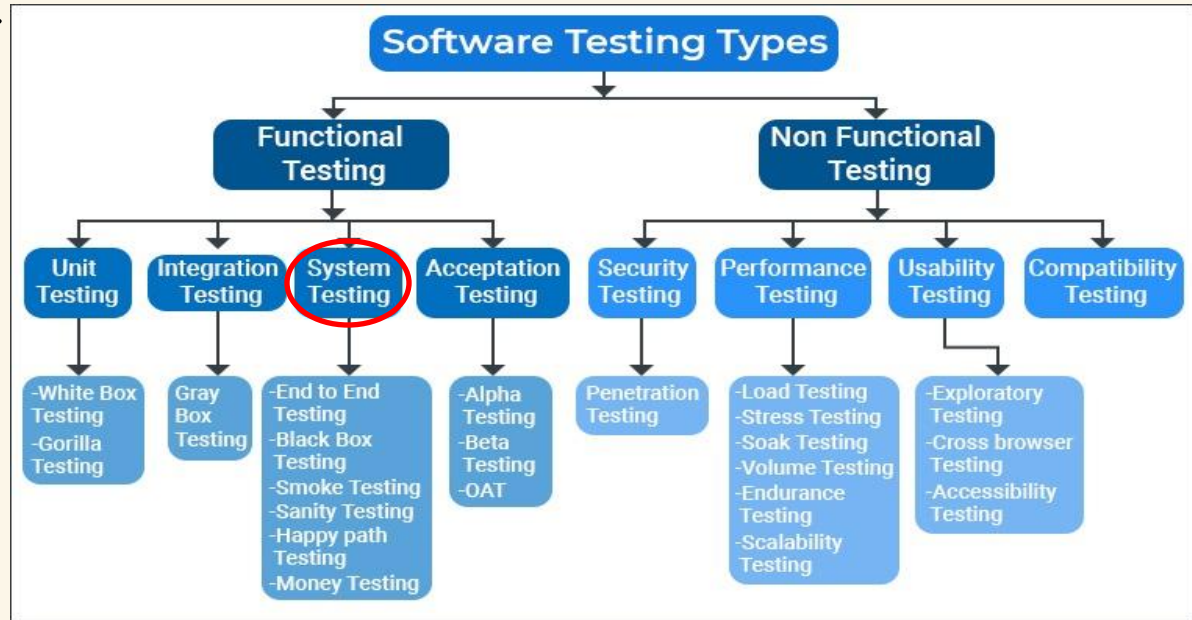 Software Testing Types
Functional
Testing
Non Functional
Testing
Unit
Testing
Integration
Testing
System
Testing
Acceptation
Testing
Security
Testing
Performance
Testing
Usability
Testing
Compatibility
Testing
-White Box
Testing
-Gorilla
Testing
Gray
Box
Testing
-End to End
Testing
-Black Box
Testing
-Smoke Testing
-Sanity Testing
-Happy path
Testing
-Money Testing
-Alpha
Testing
-Beta
Testing
-OAT
Penetration
Testing
-Load Testing
-Stress Testing
-Soak Testing
-Volume Testing
-Endurance
Testing
-Scalability
Testing
-Exploratory
Testing
-Cross browser
Testing
-Accessibility
Testing